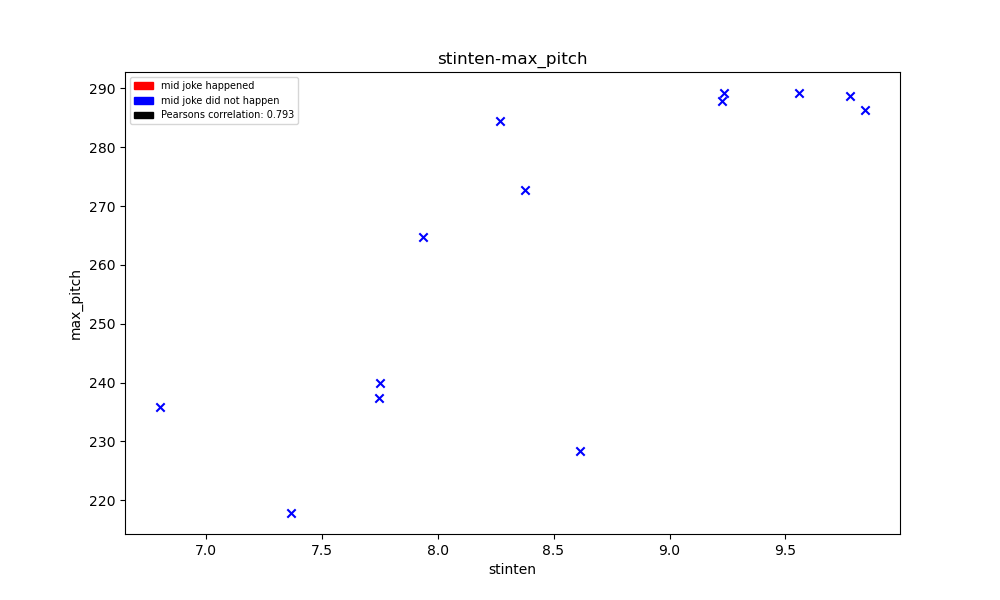 stinten-max_pitch
mid joke happened
mid joke did not happen
Pearsons correlation: 0.793
290
280
270
260
250
240
230
220
max_pitch
7.0 7.5 8.0 8.5 9.0 9.5
stinten